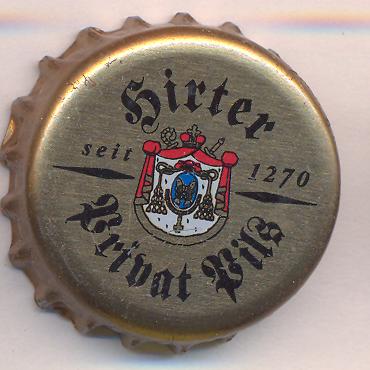 Hirter
seit 1270
Privat Pils